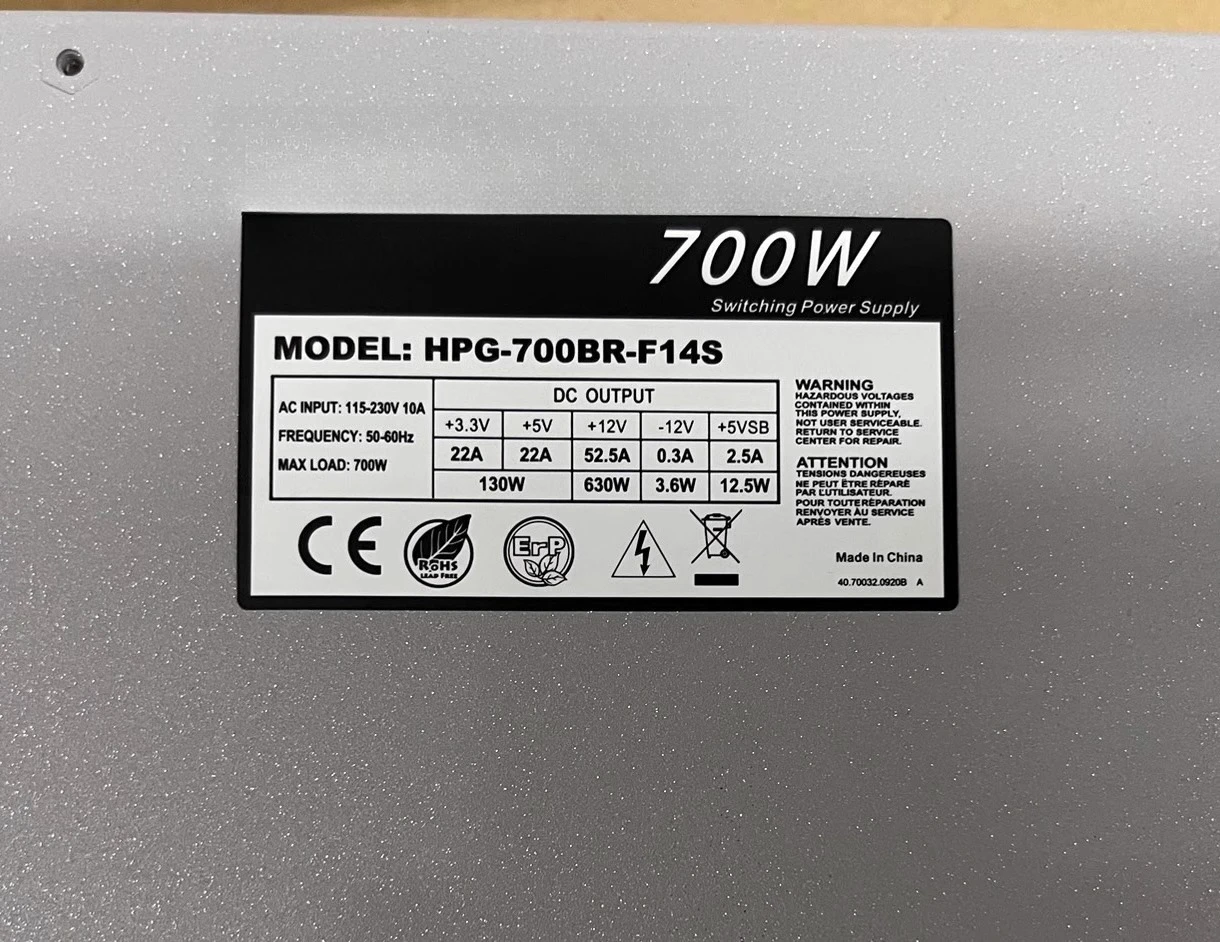 700W
Switching Power Supply
MODEL: HPG-700BR-F14S
AC INPUT: 115-230V 10A
FREQUENCY: 50-60Hz
MAX LOAD: 700W
DC OUTPUT
+3.3V +5V +12V -12V +5VSB
22A 22A 52.5A 0.3A 2.5A
130W 630W 3.6W 12.5W
WARNING
HAZARDOUS VOLTAGES
CONTAINED WITHIN
THIS POWER SUPPLY,
NOT USER SERVICEABLE.
RETURN TO SERVICE
CENTER FOR REPAIR.
ATTENTION
TENSIONS DANGEREUSES
NE PEUT ÊTRE RÉPARÉ
PAR L'UTILISATEUR.
POUR TOUTE RÉPARATION
RENVOYER ÀU SERVICE
APRÈS VENTE.
CE
RoHS
LEAD FREE
ErP
Made In China
40.70032.0920B A